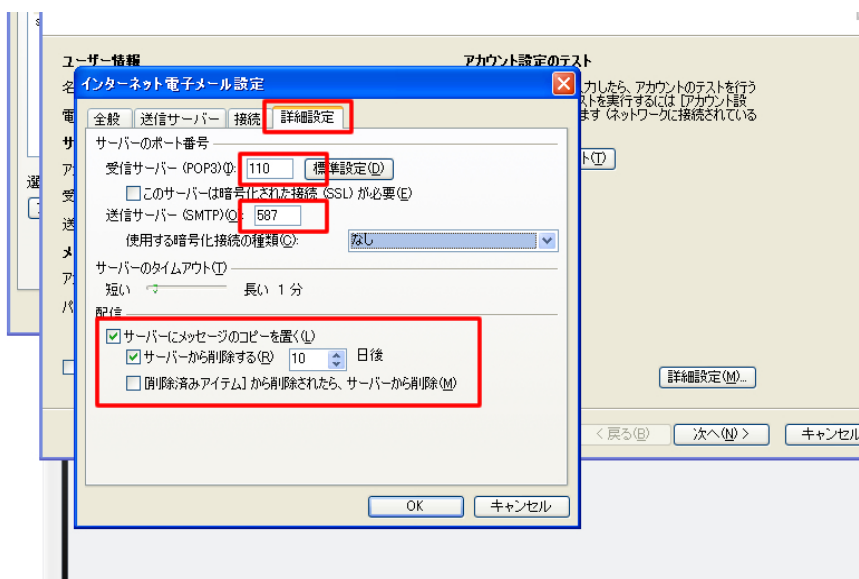 ユーザー情報
アカウント設定のテスト
インターネット電子メール設定
入力したら、アカウントのテストを行う
ストを実行するには [アカウント設
ます (ネットワークに接続されている
ト(T)
全般
送信サーバー
接続
詳細設定
サーバーのポート番号
受信サーバー (POP3)(I): 110
標準設定(D)
このサーバーは暗号化された接続 (SSL) が必要(E)
送信サーバー (SMTP)(O): 587
使用する暗号化接続の種類(C): なし
サーバーのタイムアウト(T)
短い 長い 1 分
配信
サーバーにメッセージのコピーを置く(L)
サーバーから削除する(R) 10 日後
[削除済みアイテム] から削除されたら、サーバーから削除(M)
詳細設定(M)...
< 戻る(B)
次へ(N) >
キャンセル
OK
キャンセル